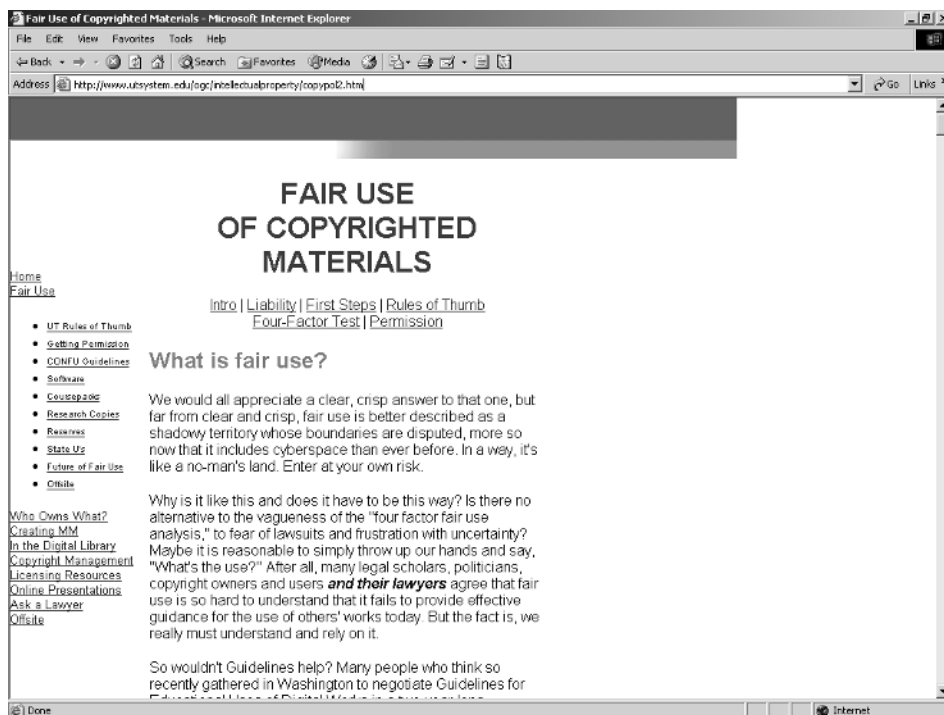 Fair Use of Copyrighted Materials - Microsoft Internet Explorer
File Edit View Favorites Tools Help
Back Search Favorites Media
Address http://www.utsystem.edu/ogc/intellectualproperty/copypol2.htm Go Links
FAIR USE
OF COPYRIGHTED
MATERIALS
Intro | Liability | First Steps | Rules of Thumb
Four-Factor Test | Permission
Home
Fair Use
UT Rules of Thumb
Getting Permission
CONFU Guidelines
Software
Coursepacks
Research Copies
Reserves
State U's
Future of Fair Use
Offsite
Who Owns What?
Creating MM
In the Digital Library
Copyright Management
Licensing Resources
Online Presentations
Ask a Lawyer
Offsite
What is fair use?
We would all appreciate a clear, crisp answer to that one, but
far from clear and crisp, fair use is better described as a
shadowy territory whose boundaries are disputed, more so
now that it includes cyberspace than ever before. In a way, it's
like a no-man's land. Enter at your own risk.
Why is it like this and does it have to be this way? Is there no
alternative to the vagueness of the "four factor fair use
analysis," to fear of lawsuits and frustration with uncertainty?
Maybe it is reasonable to simply throw up our hands and say,
"What's the use?" After all, many legal scholars, politicians,
copyright owners and users and their lawyers agree that fair
use is so hard to understand that it fails to provide effective
guidance for the use of others' works today. But the fact is, we
really must understand and rely on it.
So wouldn't Guidelines help? Many people who think so
recently gathered in Washington to negotiate Guidelines for
Done Internet